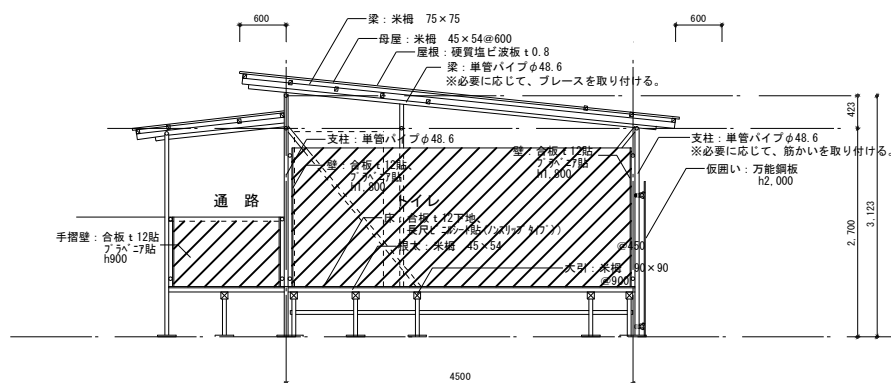 600
梁：米栂　75×75
600
母屋：米栂　45×54@600
屋根：硬質塩ビ波板ｔ0.8
梁：単管パイプφ48.6
※必要に応じて、ブレースを取り付ける。
423
支柱：単管パイプφ48.6
壁：合板ｔ12貼、
プラベニア貼
h1,800
壁：合板ｔ12貼
プラベニア貼
h1,800
支柱：単管パイプφ48.6
※必要に応じて、筋かいを取り付ける。
仮囲い：万能鋼板
h2,000
通　路
トイレ
床：合板ｔ12下地、
長尺ビニルシート貼(ノンスリップタイプ)
手摺壁：合板ｔ12貼
プラベニア貼
h900
根太：米栂　45×54
@450
大引：米栂　90×90
@900
2,700
3,123
4500